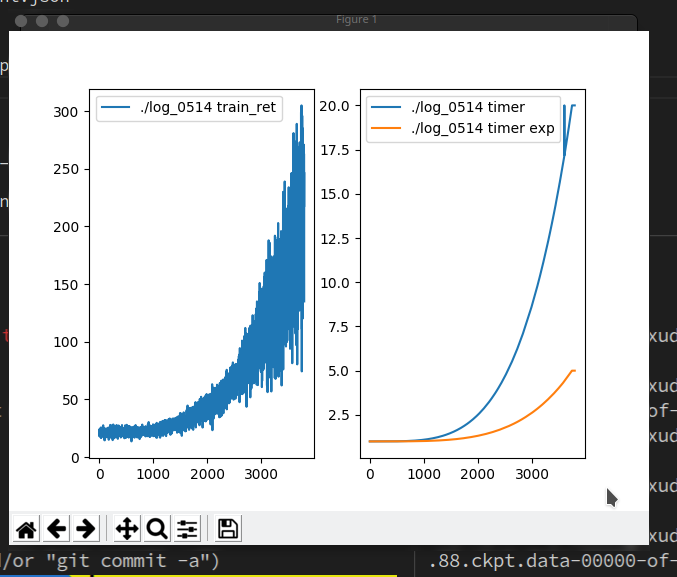 nt.json
Figure 1
./log_0514 train_ret
300
250
200
150
100
50
0
0 1000 2000 3000
./log_0514 timer
./log_0514 timer exp
20.0
17.5
15.0
12.5
10.0
7.5
5.0
2.5
0 1000 2000 3000
xud
xud
of-
xud
xud
xud
d/or "git commit -a")
.88.ckpt.data-00000-of-